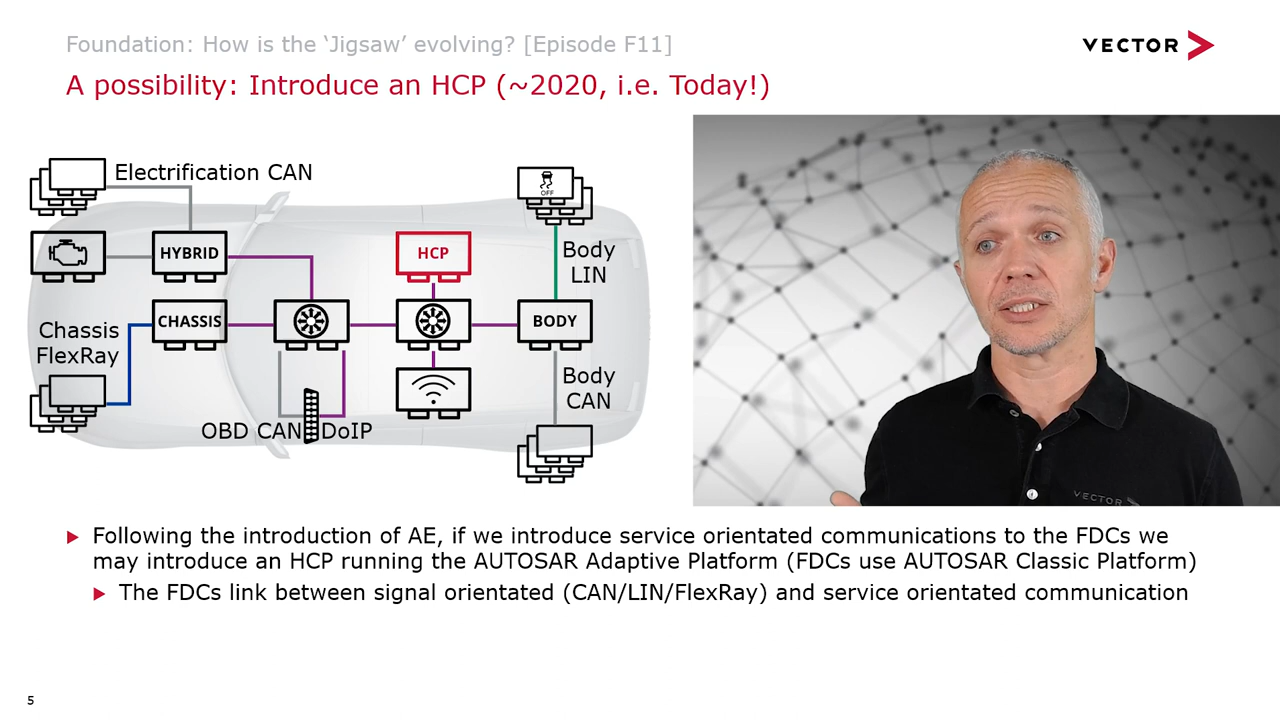 Foundation: How is the ‘Jigsaw’ evolving? [Episode F11]
VECTOR
A possibility: Introduce an HCP (~2020, i.e. Today!)
Electrification CAN
OFF
HYBRID
HCP
Body
LIN
Chassis
FlexRay
CHASSIS
BODY
Body
CAN
OBD CAN
DoIP
VECTOR
Following the introduction of AE, if we introduce service orientated communications to the FDCs we
may introduce an HCP running the AUTOSAR Adaptive Platform (FDCs use AUTOSAR Classic Platform)
The FDCs link between signal orientated (CAN/LIN/FlexRay) and service orientated communication
5